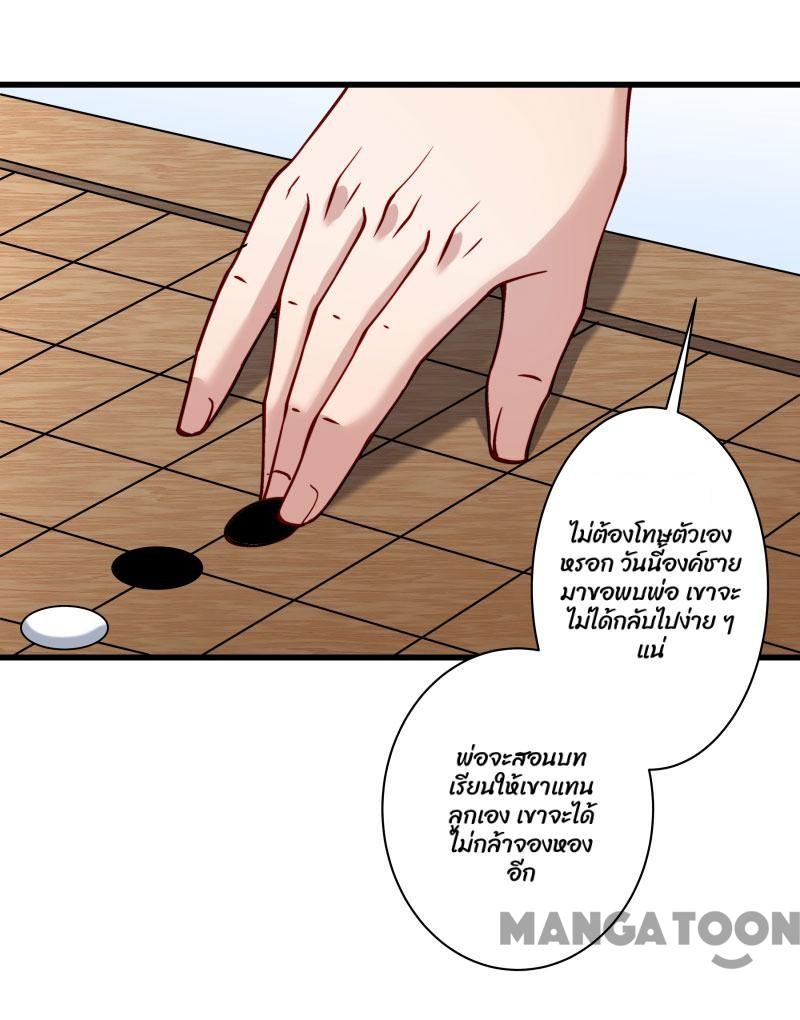 ไม่ต้องโทษตัวเอง
หรอก วันนี้องค์ชาย
มาขอพบพ่อ เขาจะ
ไม่ได้กลับไปง่าย ๆ
แน่
พ่อจะสอนบท
เรียนให้เขาแทน
ลูกเอง เขาจะได้
ไม่กล้าจองหอง
อีก
MANGATOON